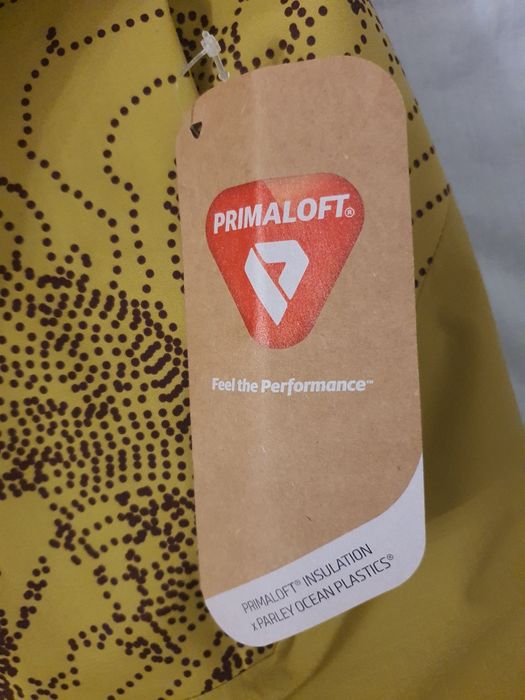 PRIMALOFT®
Feel the Performance™
PRIMALOFT® INSULATION
x PARLEY OCEAN PLASTICS®